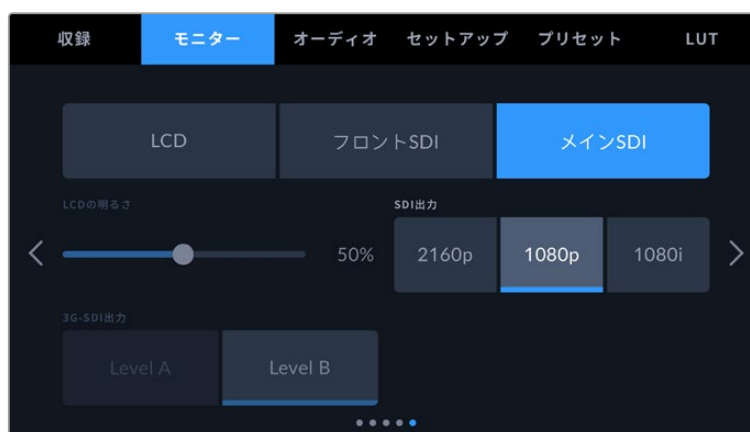 収録 モニター オーディオ セットアップ プリセット LUT
LCD フロントSDI メインSDI
LCDの明るさ SDI出力
50% 2160p 1080p 1080i
3G-SDI出力
Level A Level B